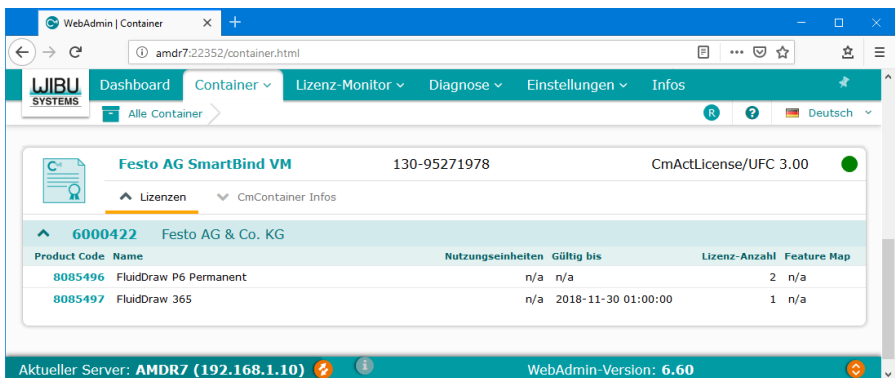 WebAdmin | Container
amdr7:22352/container.html
WIBU SYSTEMS
Dashboard Container Lizenz-Monitor Diagnose Einstellungen Infos
Alle Container R ? Deutsch
Festo AG SmartBind VM 130-95271978 CmActLicense/UFC 3.00
Lizenzen CmContainer Infos
6000422 Festo AG & Co. KG
Product Code Name Nutzungseinheiten Gültig bis Lizenz-Anzahl Feature Map
8085496 FluidDraw P6 Permanent n/a n/a 2 n/a
8085497 FluidDraw 365 n/a 2018-11-30 01:00:00 1 n/a
Aktueller Server: AMDR7 (192.168.1.10) WebAdmin-Version: 6.60